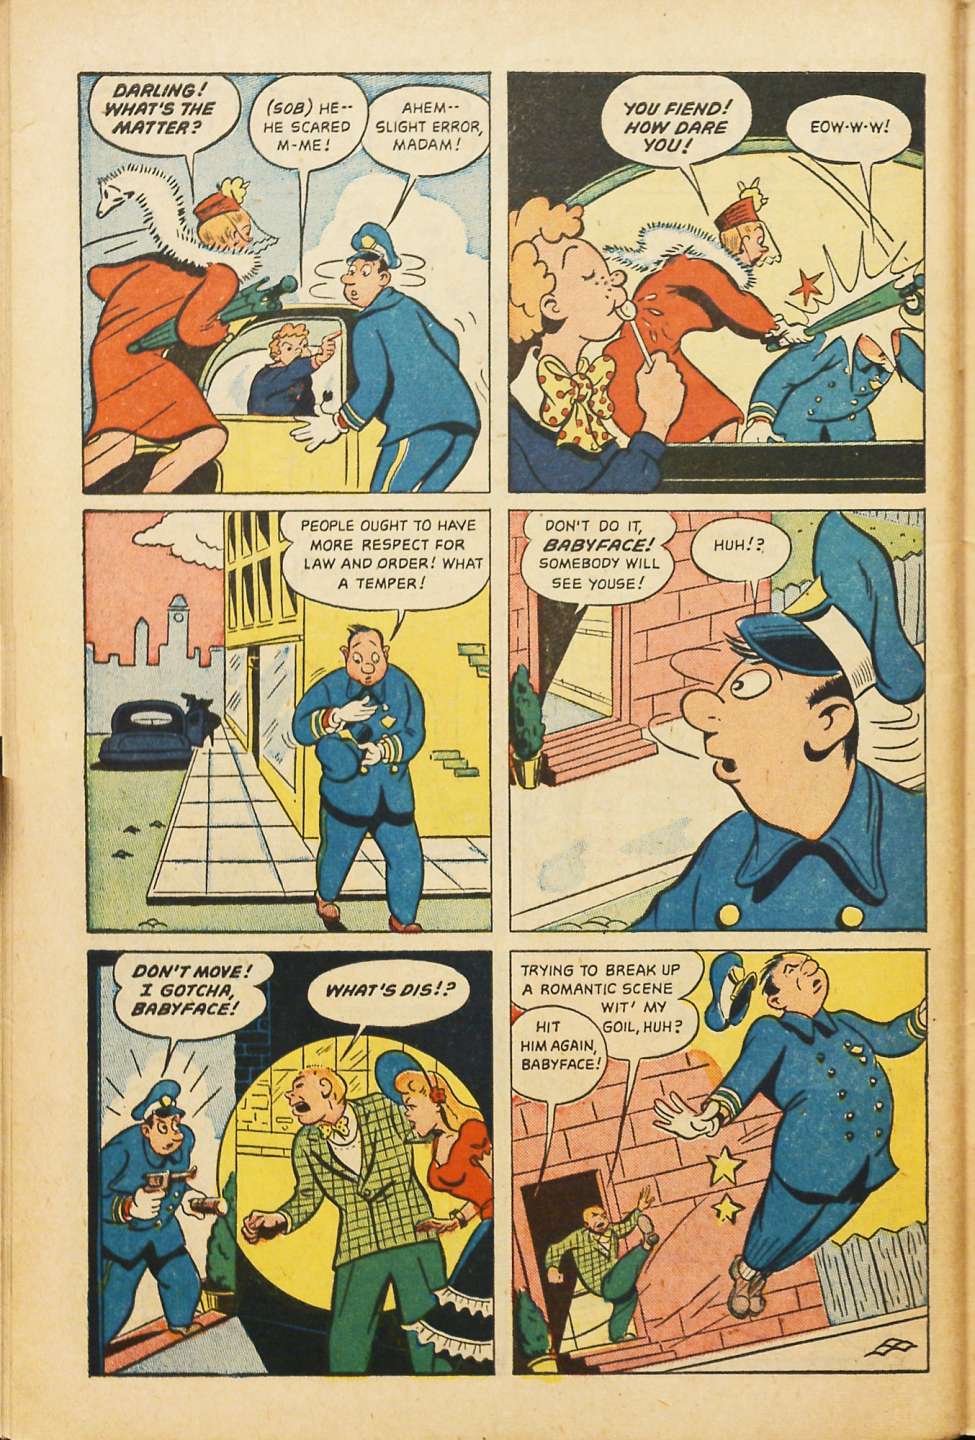 DARLING!
WHAT'S THE
MATTER?
(SOB) HE--
HE SCARED
M-ME!
AHEM--
SLIGHT ERROR,
MADAM!
YOU FIEND!
HOW DARE
YOU!
EOW-W-W!
PEOPLE OUGHT TO HAVE
MORE RESPECT FOR
LAW AND ORDER! WHAT
A TEMPER!
DON'T DO IT,
BABYFACE!
SOMEBODY WILL
SEE YOUSE!
HUH!?
DON'T MOVE!
I GOTCHA,
BABYFACE!
WHAT'S DIS!?
TRYING TO BREAK UP
A ROMANTIC SCENE
WIT' MY
GOIL, HUH?
HIT
HIM AGAIN,
BABYFACE!